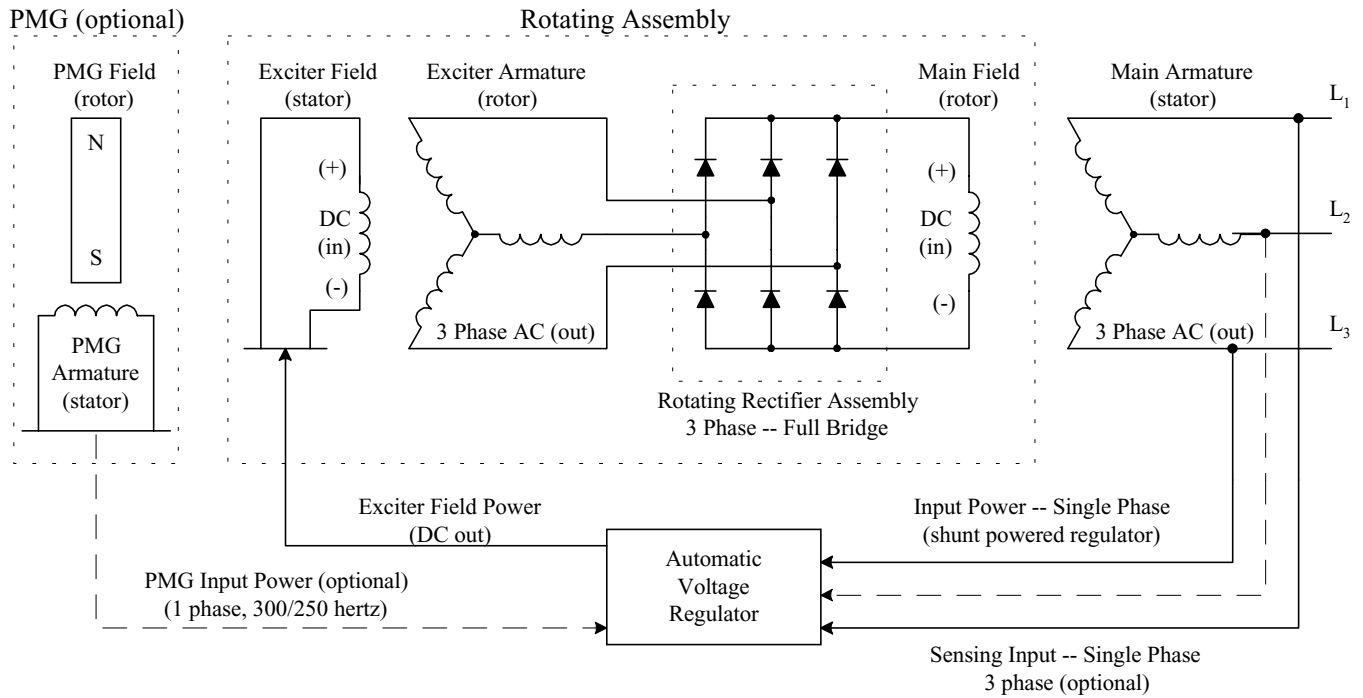 PMG (optional)
Rotating Assembly
PMG Field
(rotor)
N
S
PMG
Armature
(stator)
Exciter Field
(stator)
(+)
DC
(in)
(-)
Exciter Armature
(rotor)
3 Phase AC (out)
Rotating Rectifier Assembly
3 Phase -- Full Bridge
Main Field
(rotor)
(+)
DC
(in)
(-)
Main Armature
(stator)
3 Phase AC (out)
L1
L2
L3
Exciter Field Power
(DC out)
PMG Input Power (optional)
(1 phase, 300/250 hertz)
Automatic
Voltage
Regulator
Input Power -- Single Phase
(shunt powered regulator)
Sensing Input -- Single Phase
3 phase (optional)